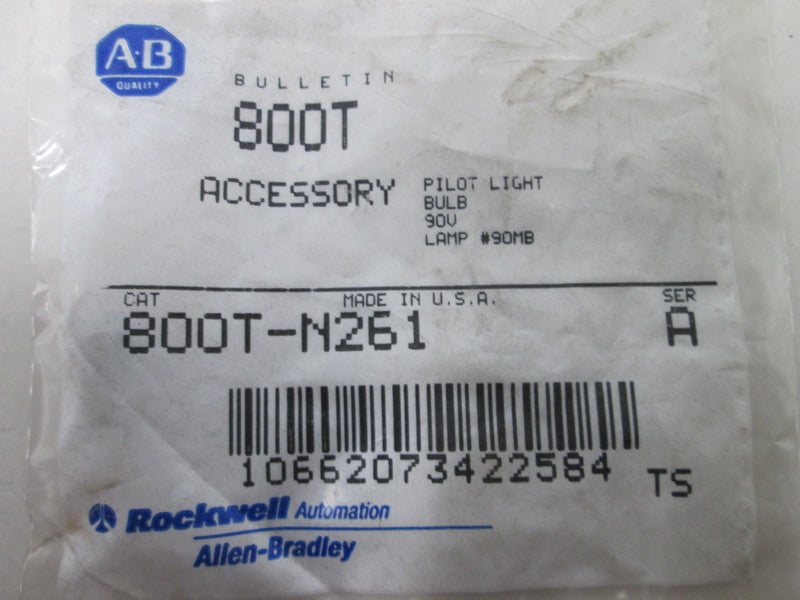 A·B
QUALITY
BULLETIN
800T
ACCESSORY
PILOT LIGHT
BULB
90V
LAMP #90MB
CAT MADE IN U.S.A. SER
800T-N261 A
10662073422584 TS
Rockwell Automation
Allen-Bradley